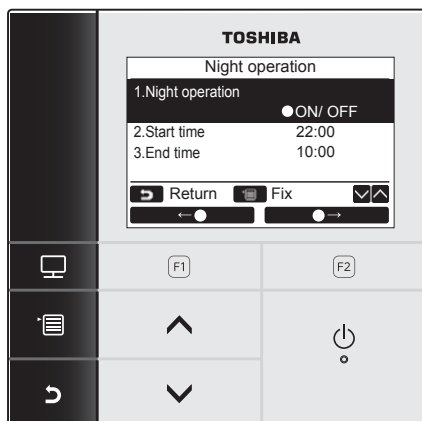 TOSHIBA
Night operation
1.Night operation
ON/ OFF
2.Start time 22:00
3.End time 10:00
Return Fix
F1 F2